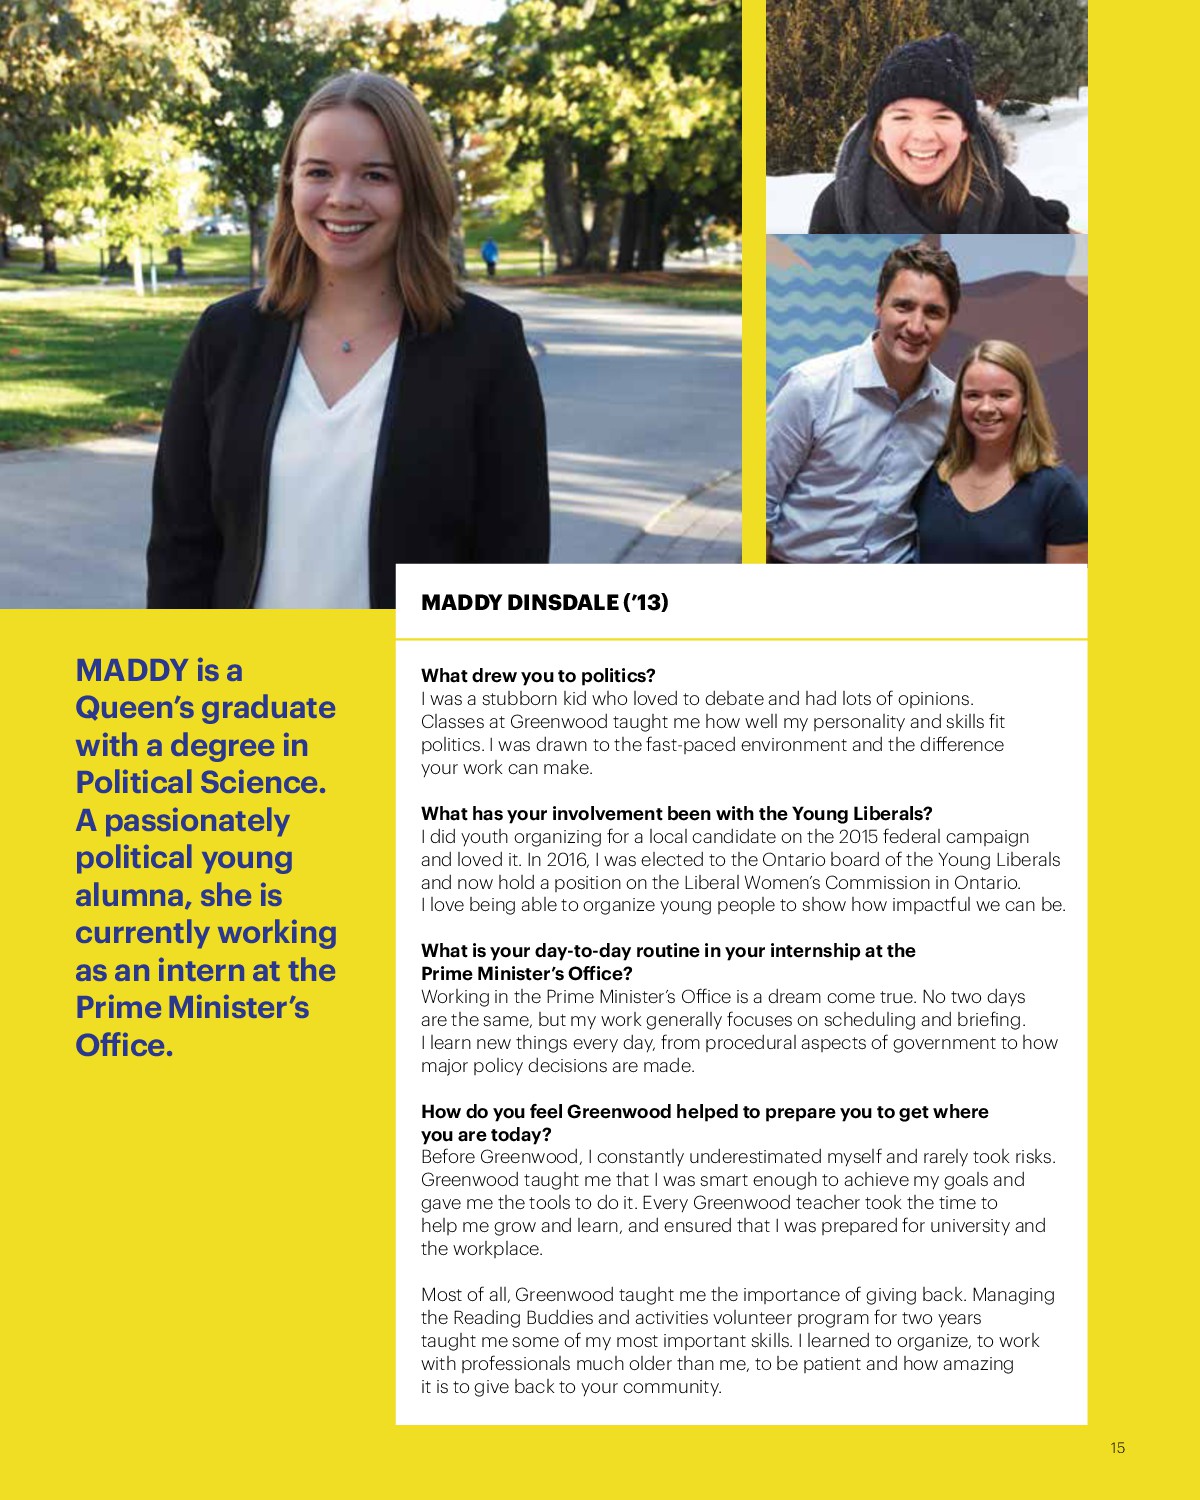 MADDY DINSDALE (’13)
MADDY is a
Queen’s graduate
with a degree in
Political Science.
A passionately
political young
alumna, she is
currently working
as an intern at the
Prime Minister’s
Office.
What drew you to politics?
I was a stubborn kid who loved to debate and had lots of opinions.
Classes at Greenwood taught me how well my personality and skills fit
politics. I was drawn to the fast-paced environment and the difference
your work can make.
What has your involvement been with the Young Liberals?
I did youth organizing for a local candidate on the 2015 federal campaign
and loved it. In 2016, I was elected to the Ontario board of the Young Liberals
and now hold a position on the Liberal Women’s Commission in Ontario.
I love being able to organize young people to show how impactful we can be.
What is your day-to-day routine in your internship at the
Prime Minister’s Office?
Working in the Prime Minister’s Office is a dream come true. No two days
are the same, but my work generally focuses on scheduling and briefing.
I learn new things every day, from procedural aspects of government to how
major policy decisions are made.
How do you feel Greenwood helped to prepare you to get where
you are today?
Before Greenwood, I constantly underestimated myself and rarely took risks.
Greenwood taught me that I was smart enough to achieve my goals and
gave me the tools to do it. Every Greenwood teacher took the time to
help me grow and learn, and ensured that I was prepared for university and
the workplace.
Most of all, Greenwood taught me the importance of giving back. Managing
the Reading Buddies and activities volunteer program for two years
taught me some of my most important skills. I learned to organize, to work
with professionals much older than me, to be patient and how amazing
it is to give back to your community.
15